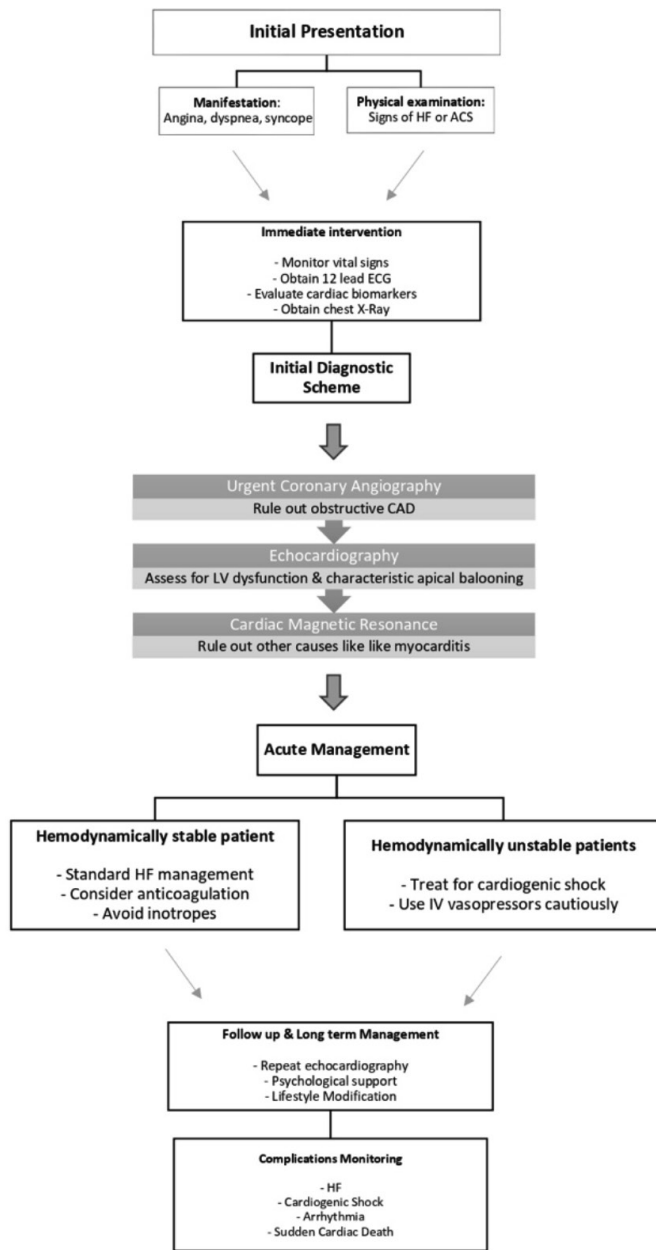 Initial Presentation
Manifestation:
Angina, dyspnea, syncope
Physical examination:
Signs of HF or ACS
Immediate intervention
- Monitor vital signs
- Obtain 12 lead ECG
- Evaluate cardiac biomarkers
- Obtain chest X-Ray
Initial Diagnostic
Scheme
Urgent Coronary Angiography
Rule out obstructive CAD
Echocardiography
Assess for LV dysfunction & characteristic apical balooning
Cardiac Magnetic Resonance
Rule out other causes like like myocarditis
Acute Management
Hemodynamically stable patient
- Standard HF management
- Consider anticoagulation
- Avoid inotropes
Hemodynamically unstable patients
- Treat for cardiogenic shock
- Use IV vasopressors cautiously
Follow up & Long term Management
- Repeat echocardiography
- Psychological support
- Lifestyle Modification
Complications Monitoring
- HF
- Cardiogenic Shock
- Arrhythmia
- Sudden Cardiac Death